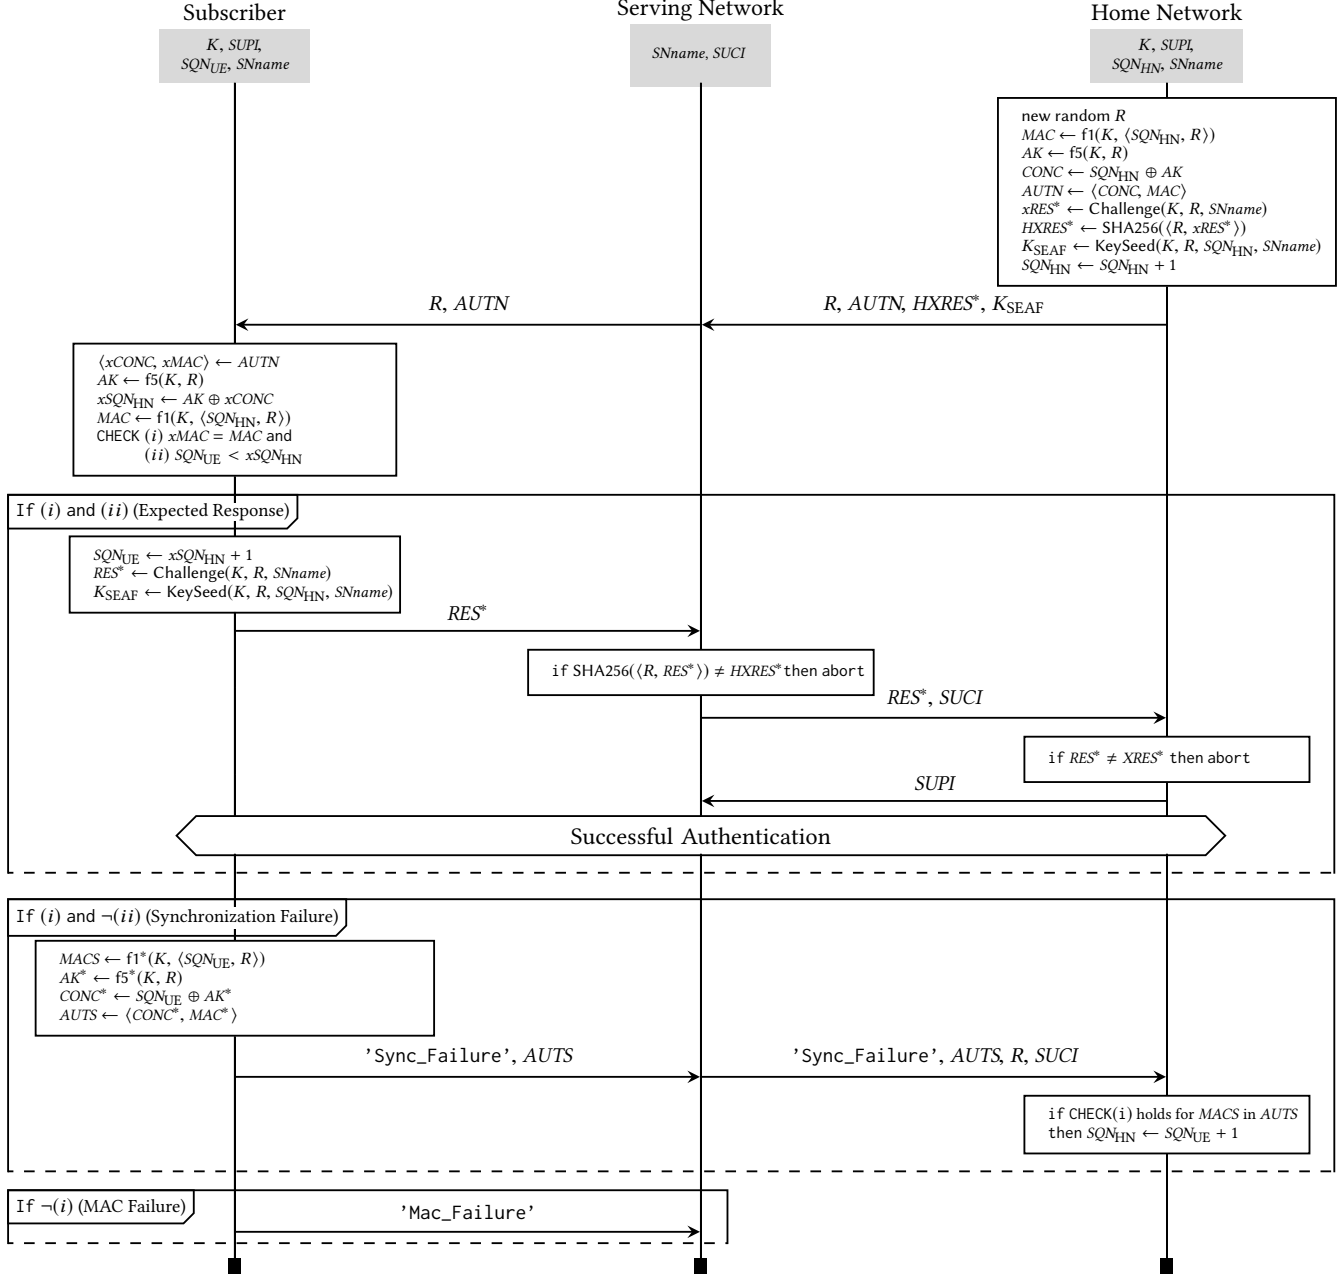 Subscriber
Serving Network
Home Network
K, SUPI,
SQN_UE, SNname
SNname, SUCI
K, SUPI,
SQN_HN, SNname
new random R
MAC ← f1(K, ⟨SQN_HN, R⟩)
AK ← f5(K, R)
CONC ← SQN_HN ⊕ AK
AUTN ← ⟨CONC, MAC⟩
xRES* ← Challenge(K, R, SNname)
HXRES* ← SHA256(⟨R, xRES*⟩)
K_SEAF ← KeySeed(K, R, SQN_HN, SNname)
SQN_HN ← SQN_HN + 1
R, AUTN
R, AUTN, HXRES*, K_SEAF
⟨xCONC, xMAC⟩ ← AUTN
AK ← f5(K, R)
xSQN_HN ← AK ⊕ xCONC
MAC ← f1(K, ⟨SQN_HN, R⟩)
CHECK (i) xMAC = MAC and
(ii) SQN_UE < xSQN_HN
If (i) and (ii) (Expected Response)
SQN_UE ← xSQN_HN + 1
RES* ← Challenge(K, R, SNname)
K_SEAF ← KeySeed(K, R, SQN_HN, SNname)
RES*
if SHA256(⟨R, RES*⟩) ≠ HXRES* then abort
RES*, SUCI
if RES* ≠ XRES* then abort
SUPI
Successful Authentication
If (i) and ¬(ii) (Synchronization Failure)
MACS ← f1*(K, ⟨SQN_UE, R⟩)
AK* ← f5*(K, R)
CONC* ← SQN_UE ⊕ AK*
AUTS ← ⟨CONC*, MAC*⟩
'Sync_Failure', AUTS
'Sync_Failure', AUTS, R, SUCI
if CHECK(i) holds for MACS in AUTS
then SQN_HN ← SQN_UE + 1
If ¬(i) (MAC Failure)
'Mac_Failure'